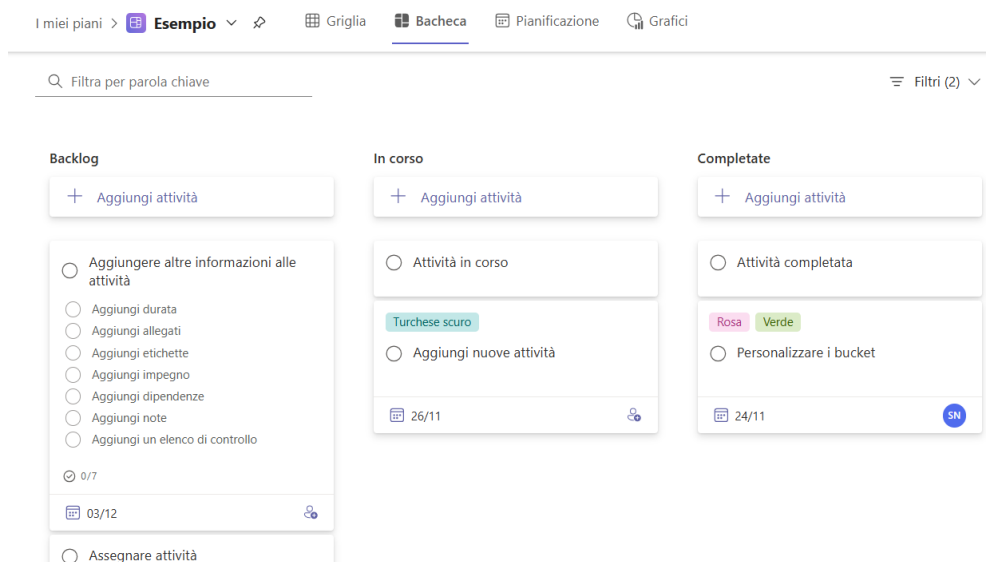 I miei piani > Esempio
Griglia
Bacheca
Pianificazione
Grafici
Filtra per parola chiave
Filtri (2)
Backlog
Aggiungi attività
Aggiungere altre informazioni alle
attività
Aggiungi durata
Aggiungi allegati
Aggiungi etichette
Aggiungi impegno
Aggiungi dipendenze
Aggiungi note
Aggiungi un elenco di controllo
0/7
03/12
Assegnare attività
In corso
Aggiungi attività
Attività in corso
Turchese scuro
Aggiungi nuove attività
26/11
Completate
Aggiungi attività
Attività completata
Rosa Verde
Personalizzare i bucket
24/11
SN